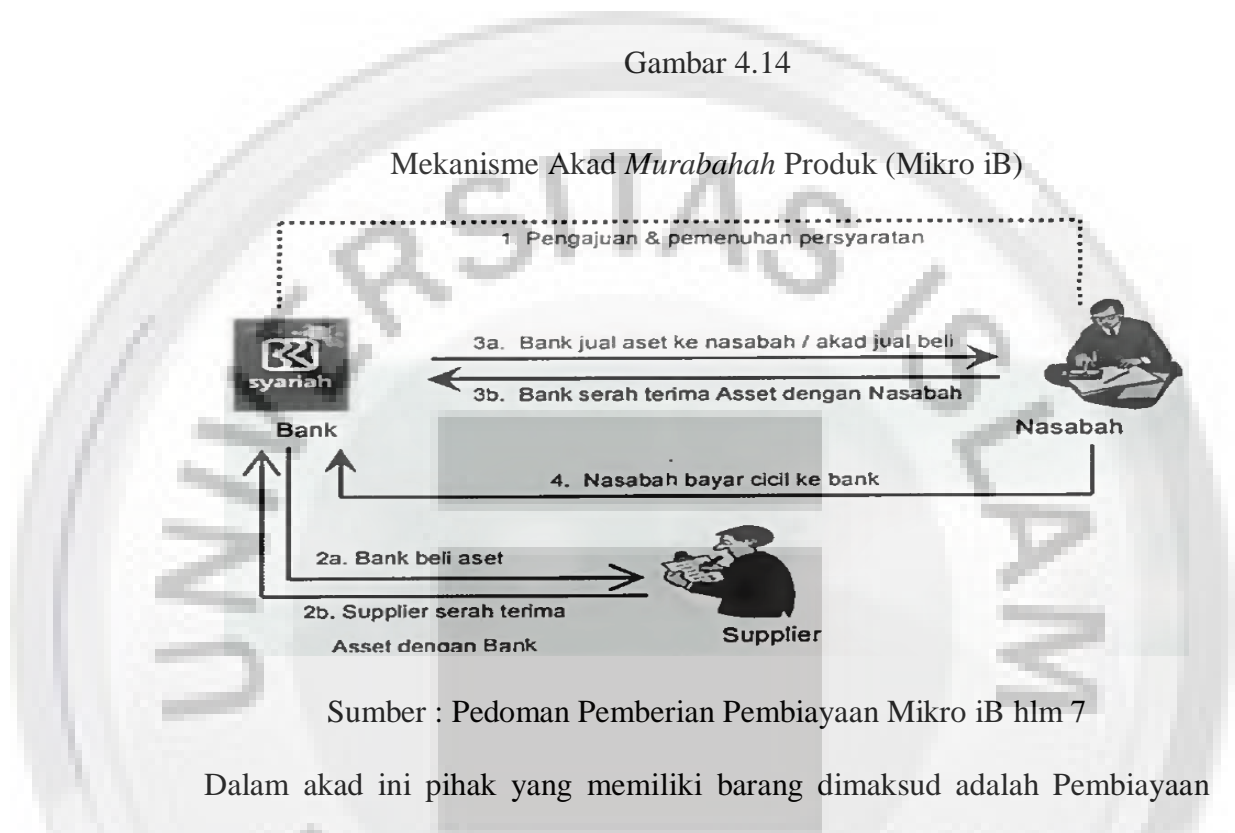 Gambar 4.14
Mekanisme Akad Murabahah Produk (Mikro iB)
1 Pengajuan & pemenuhan persyaratan
syariah
Bank
3a. Bank jual aset ke nasabah / akad jual beli
3b. Bank serah terima Asset dengan Nasabah
Nasabah
4. Nasabah bayar cicil ke bank
2a. Bank beli aset
2b. Supplier serah terima
Asset dengan Bank
Supplier
Sumber : Pedoman Pemberian Pembiayaan Mikro iB hlm 7
Dalam akad ini pihak yang memiliki barang dimaksud adalah Pembiayaan
UNIVERSITAS ISLAM